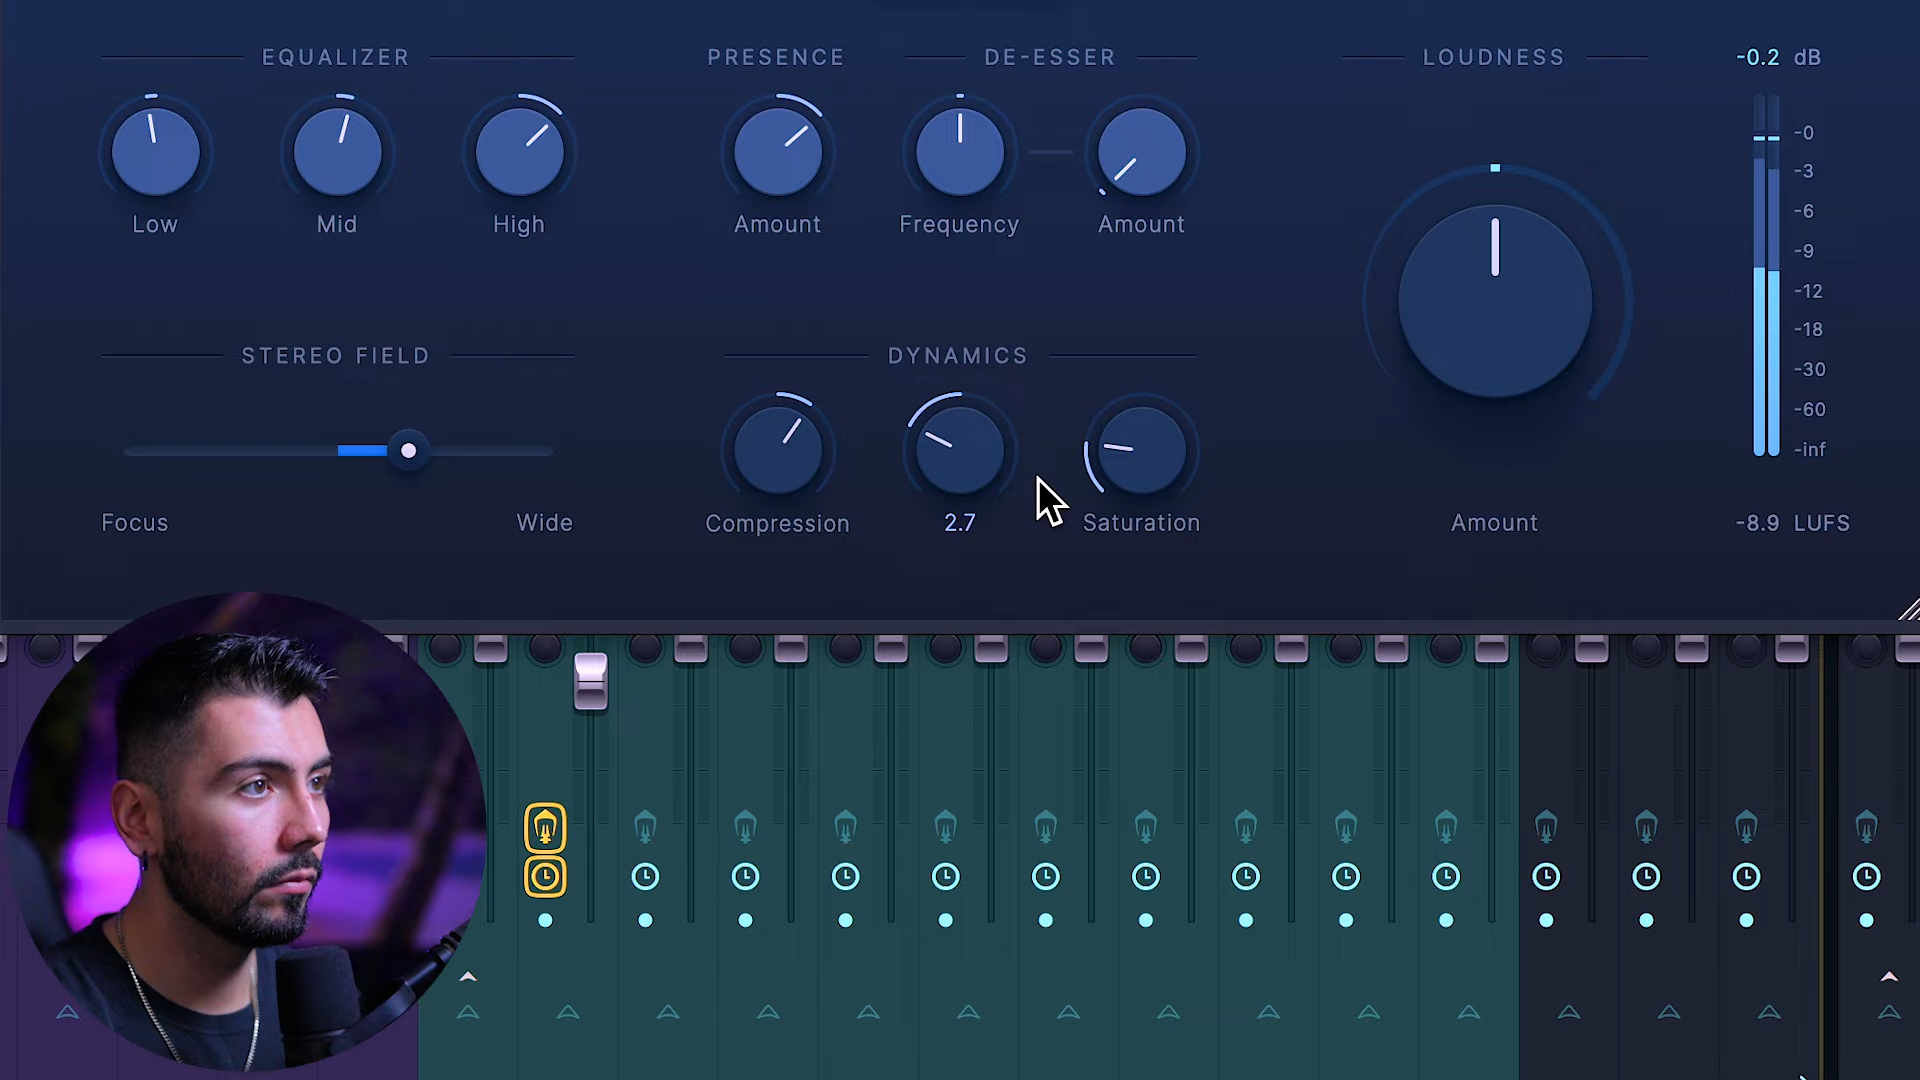 EQUALIZER
PRESENCE
DE-ESSER
LOUDNESS
-0.2 dB
Low
Mid
High
Amount
Frequency
Amount
-0
-3
-6
-9
-12
-18
-30
-60
-inf
STEREO FIELD
DYNAMICS
Focus
Wide
Compression
2.7
Saturation
Amount
-8.9 LUFS